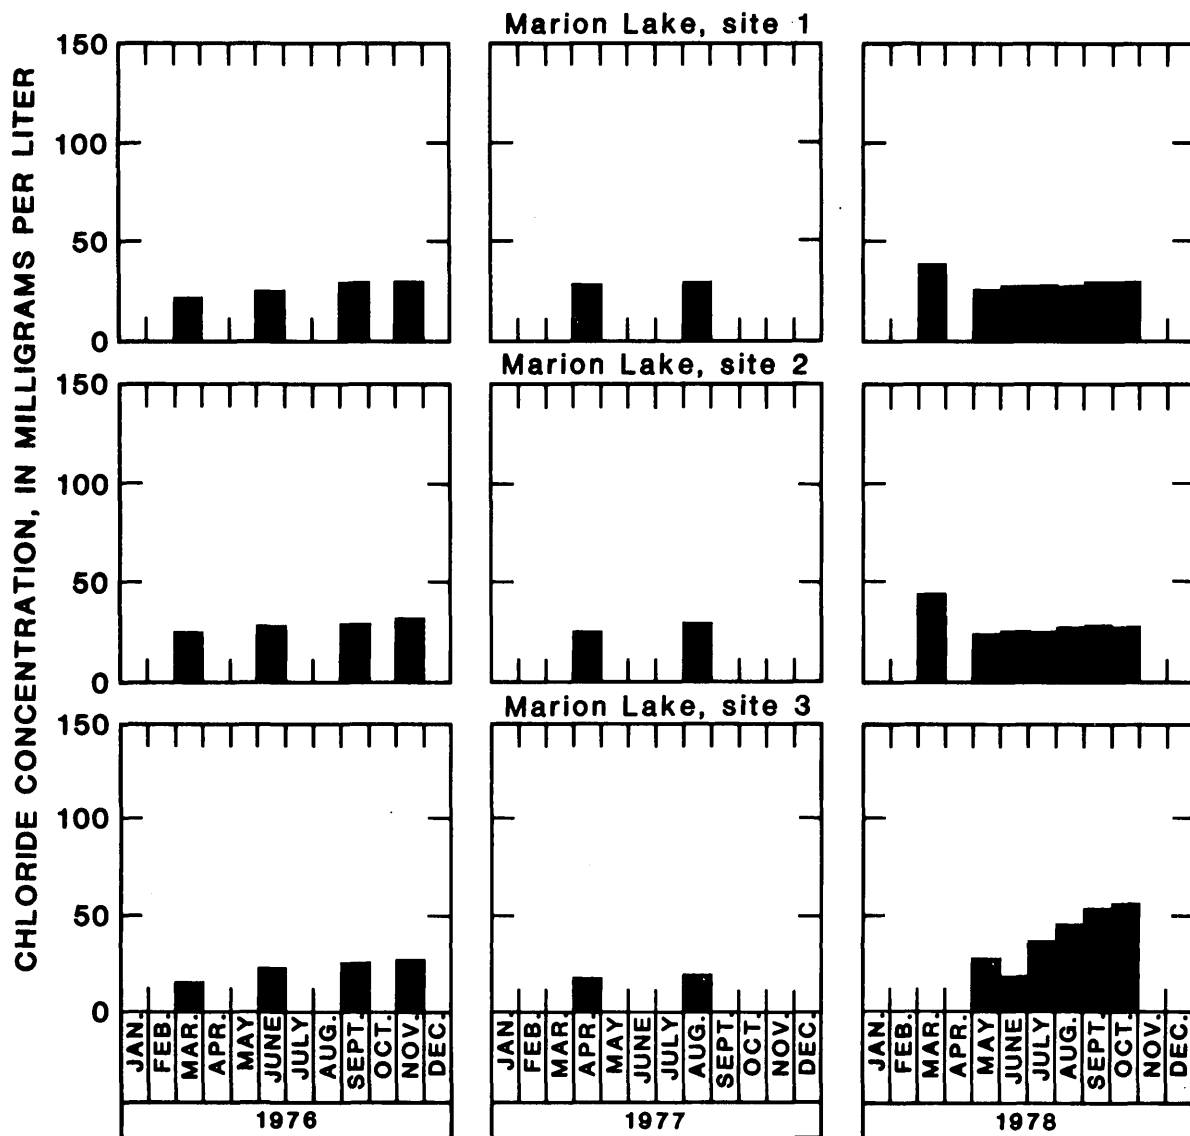 CHLORIDE CONCENTRATION, IN MILLIGRAMS PER LITER
Marion Lake, site 1
150
100
50
0
Marion Lake, site 2
150
100
50
0
Marion Lake, site 3
150
100
50
0
JAN. FEB. MAR. APR. MAY JUNE JULY AUG. SEPT. OCT. NOV. DEC.
JAN. FEB. MAR. APR. MAY JUNE JULY AUG. SEPT. OCT. NOV. DEC.
JAN. FEB. MAR. APR. MAY JUNE JULY AUG. SEPT. OCT. NOV. DEC.
1976
1977
1978